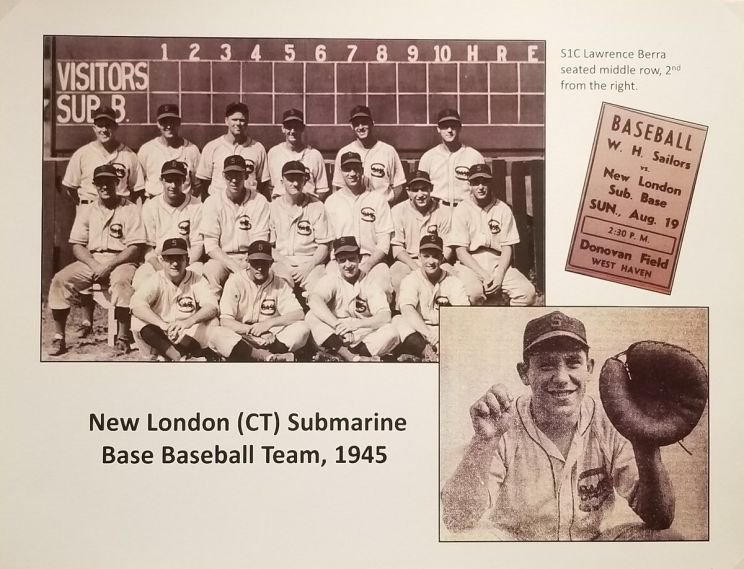 1 2 3 4 5 6 7 8 9 10 H R E
VISITORS
SUB. B.
S1C Lawrence Berra
seated middle row, 2nd
from the right.
BASEBALL
W. H. Sailors
vs.
New London
Sub. Base
SUN., Aug. 19
2:30 P. M.
Donovan Field
WEST HAVEN
New London (CT) Submarine
Base Baseball Team, 1945